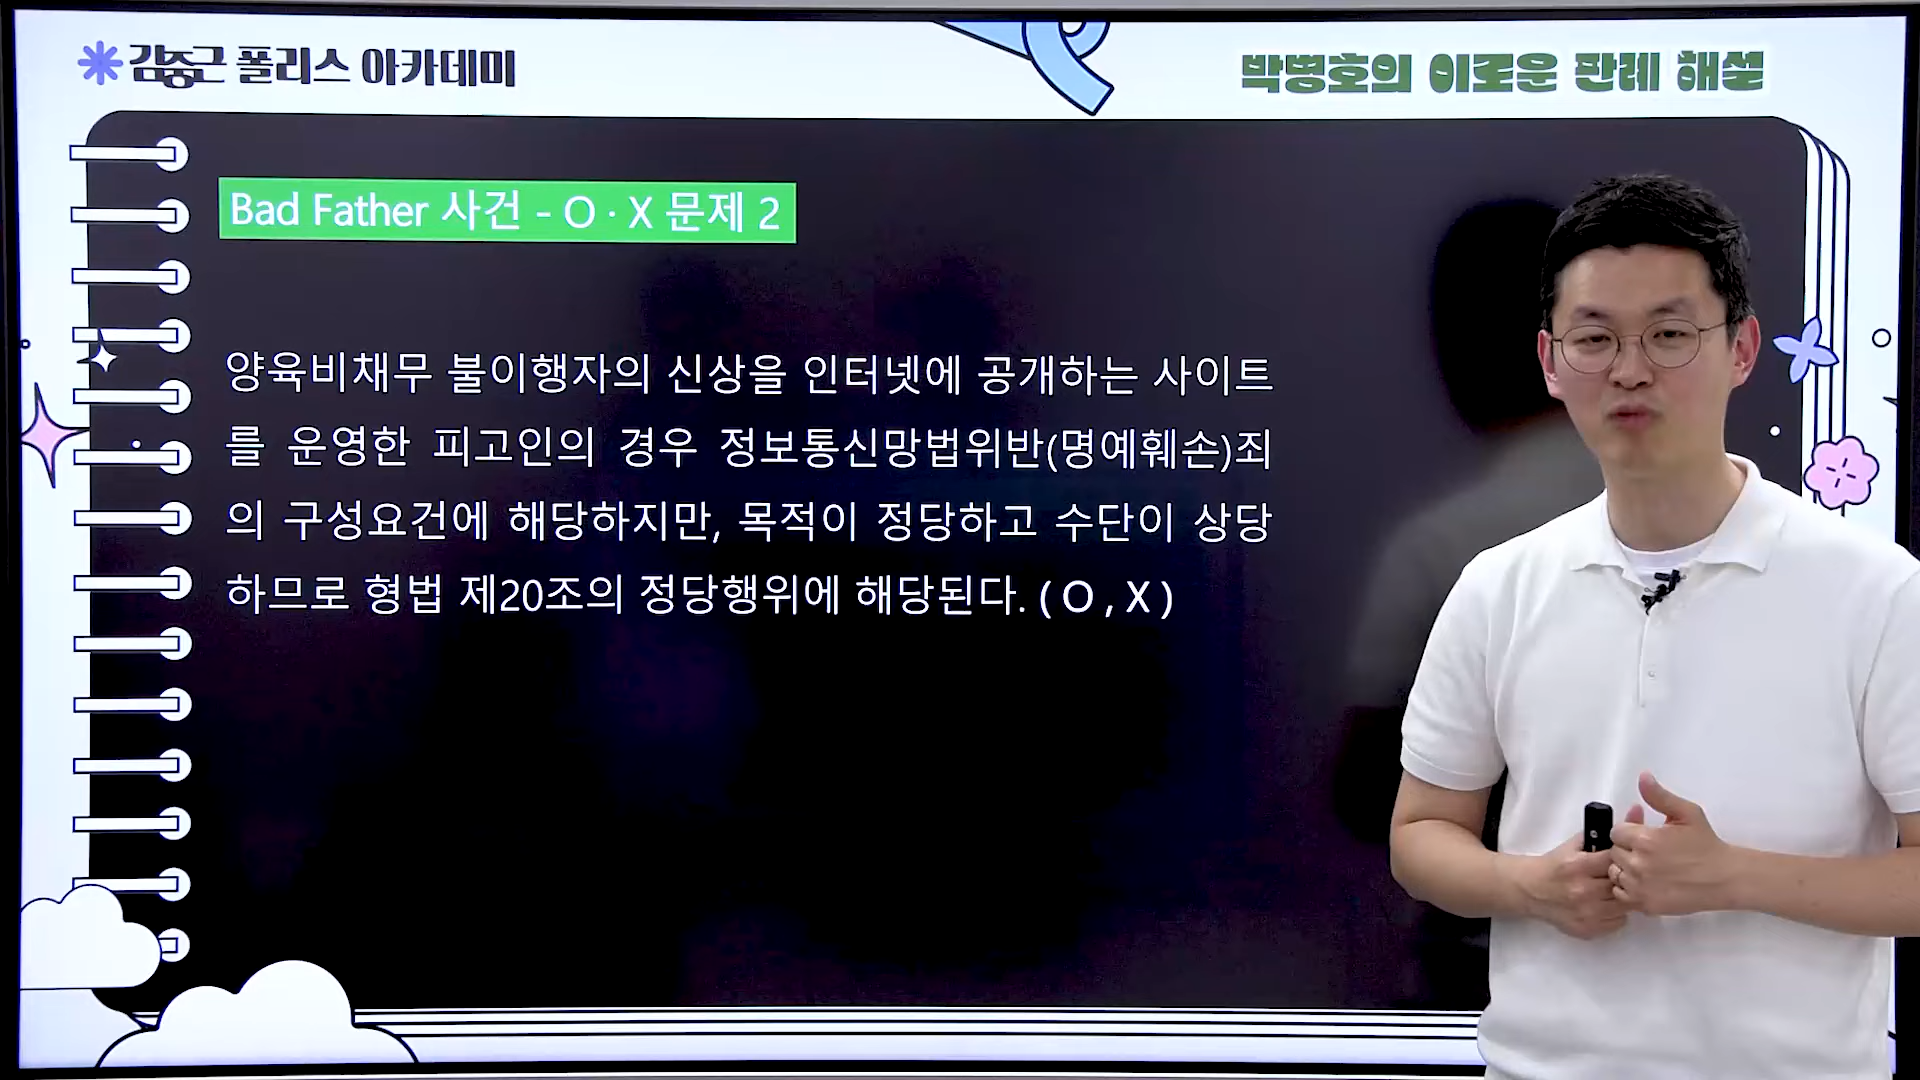 김중근 폴리스 아카데미
박병호의 이로운 판례 해설
Bad Father 사건 - O · X 문제 2
양육비채무 불이행자의 신상을 인터넷에 공개하는 사이트
를 운영한 피고인의 경우 정보통신망법위반(명예훼손)죄
의 구성요건에 해당하지만, 목적이 정당하고 수단이 상당
하므로 형법 제20조의 정당행위에 해당된다. ( O , X )